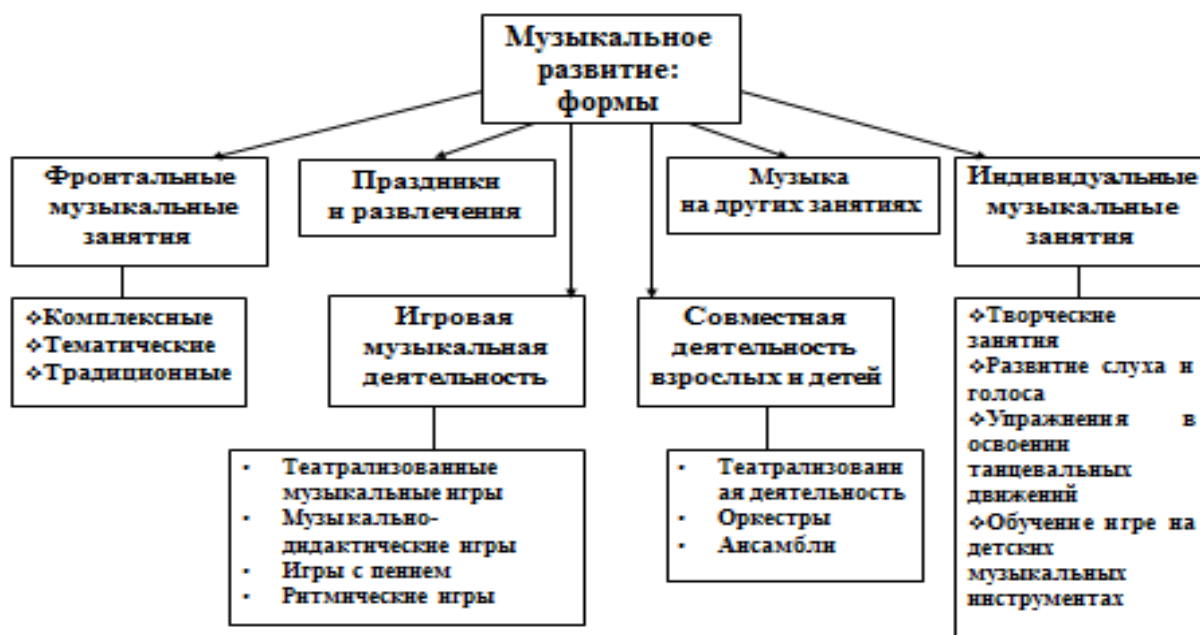 Музыкальное
развитие:
формы
Фронтальные
музыкальные
занятия
Праздники
и развлечения
Музыка
на других занятиях
Индивидуальные
музыкальные
занятия
❖Комплексные
❖Тематические
❖Традиционные
Игровая
музыкальная
деятельность
Совместная
деятельность
взрослых и детей
❖Творческие
занятия
❖Развитие слуха и
голоса
❖Упражнения в
освоении
танцевальных
движений
❖Обучение игре на
детских
музыкальных
инструментах
• Театрализованные
музыкальные игры
• Музыкально-
дидактические игры
• Игры с пением
• Ритмические игры
• Театрализованн
ая деятельность
• Оркестры
• Ансамбли